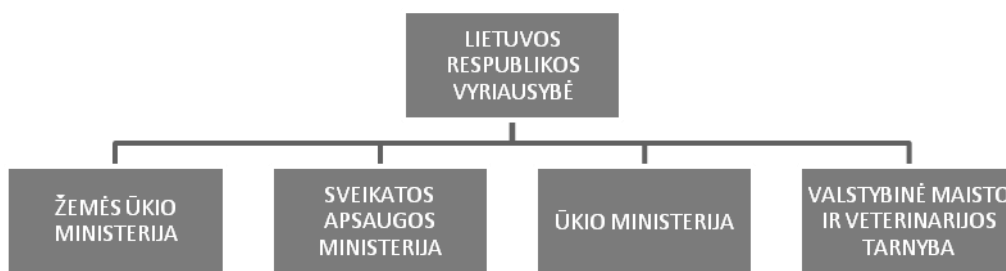 LIETUVOS
RESPUBLIKOS
VYRIAUSYBĖ
ŽEMĖS ŪKIO
MINISTERIJA
SVEIKATOS
APSAUGOS
MINISTERIJA
ŪKIO MINISTERIJA
VALSTYBINĖ MAISTO
IR VETERINARIJOS
TARNYBA